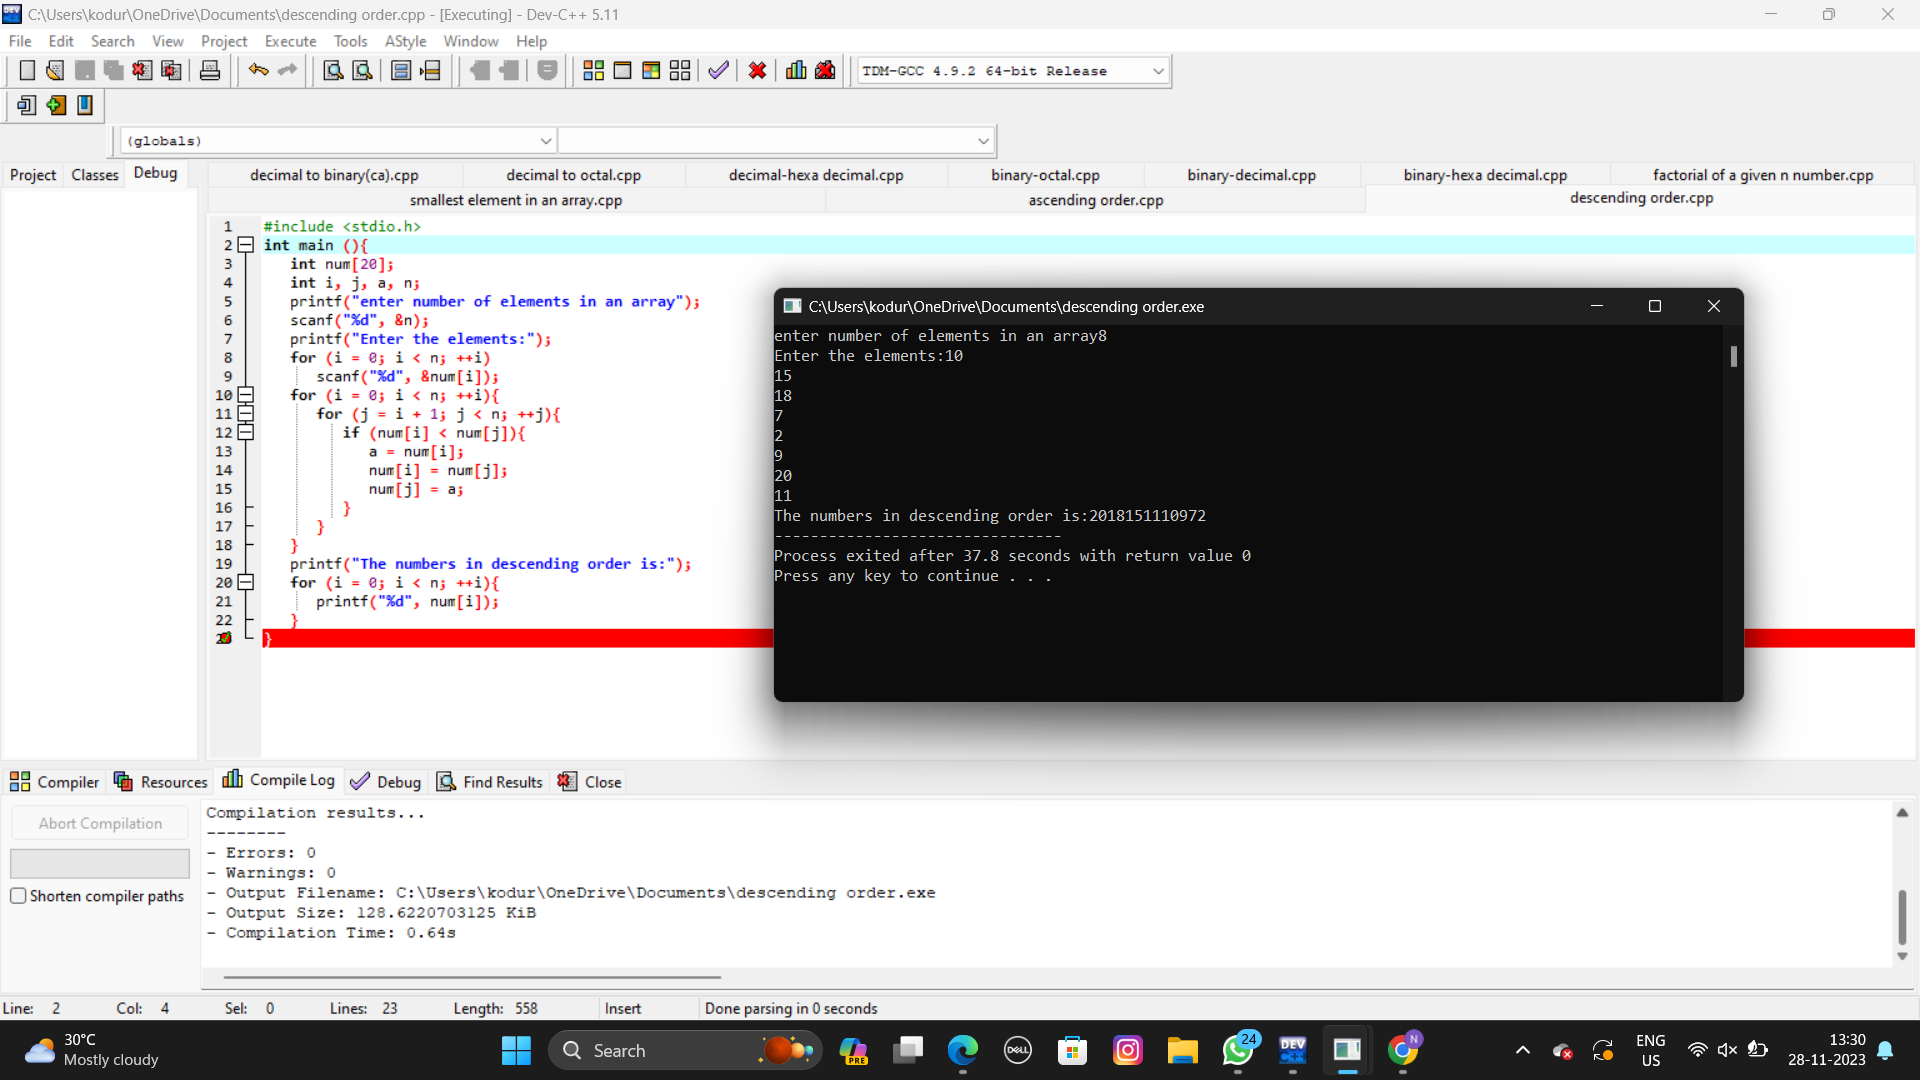 C:\Users\kodur\OneDrive\Documents\descending order.cpp - [Executing] - Dev-C++ 5.11
File Edit Search View Project Execute Tools AStyle Window Help
TDM-GCC 4.9.2 64-bit Release
(globals)
Project Classes Debug
decimal to binary(ca).cpp decimal to octal.cpp decimal-hexa decimal.cpp binary-octal.cpp binary-decimal.cpp binary-hexa decimal.cpp factorial of a given n number.cpp
smallest element in an array.cpp ascending order.cpp descending order.cpp
1 #include <stdio.h>
2 int main (){
3 int num[20];
4 int i, j, a, n;
5 printf("enter number of elements in an array");
6 scanf("%d", &n);
7 printf("Enter the elements:");
8 for (i = 0; i < n; ++i)
9 scanf("%d", &num[i]);
10 for (i = 0; i < n; ++i){
11 for (j = i + 1; j < n; ++j){
12 if (num[i] < num[j]){
13 a = num[i];
14 num[i] = num[j];
15 num[j] = a;
16 }
17 }
18 }
19 printf("The numbers in descending order is:");
20 for (i = 0; i < n; ++i){
21 printf("%d", num[i]);
22 }
}
C:\Users\kodur\OneDrive\Documents\descending order.exe
enter number of elements in an array8
Enter the elements:10
15
18
7
2
9
20
11
The numbers in descending order is:2018151110972
--------------------------------
Process exited after 37.8 seconds with return value 0
Press any key to continue . . .
Compiler Resources Compile Log Debug Find Results Close
Abort Compilation
Shorten compiler paths
Compilation results...
--------
- Errors: 0
- Warnings: 0
- Output Filename: C:\Users\kodur\OneDrive\Documents\descending order.exe
- Output Size: 128.6220703125 KiB
- Compilation Time: 0.64s
Line: 2 Col: 4 Sel: 0 Lines: 23 Length: 558 Insert Done parsing in 0 seconds
30°C
Mostly cloudy
Search
PRE
DELL
24
DEV
C++
N
ENG
US
13:30
28-11-2023